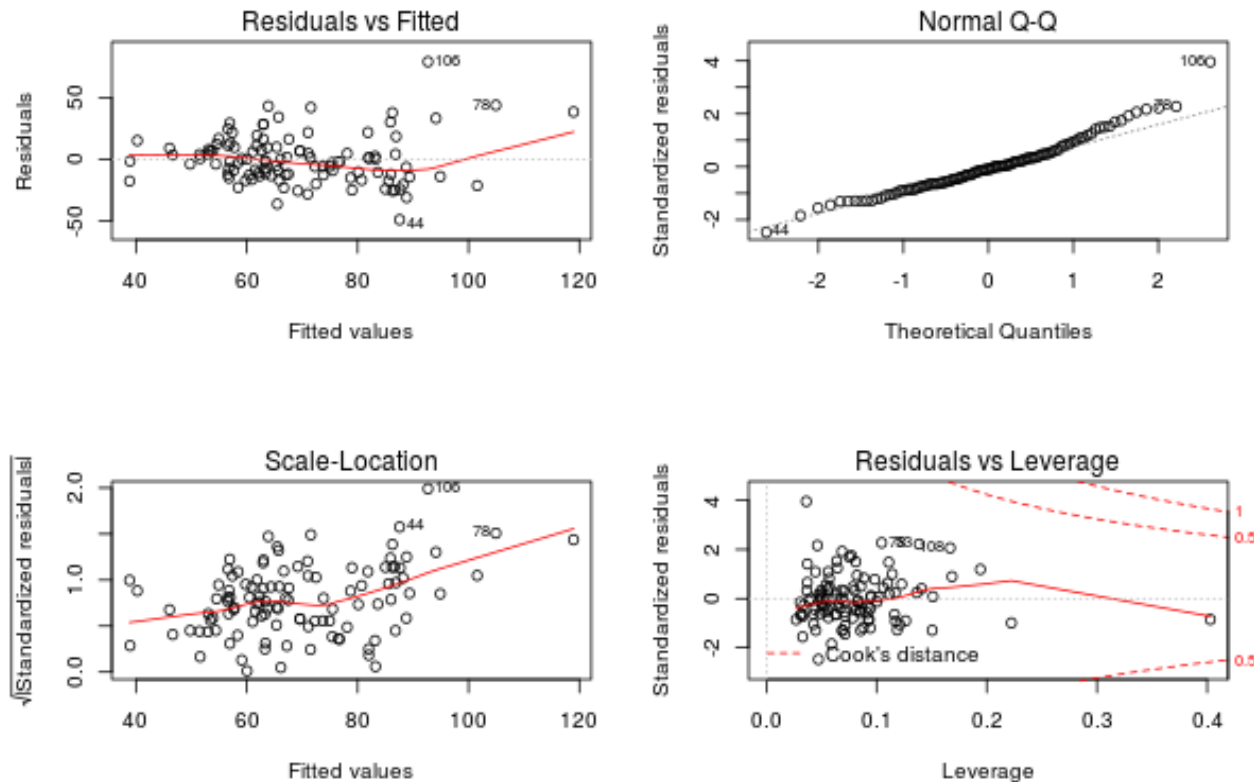 Residuals vs Fitted
Residuals
50
0
-50
106
78
44
40 60 80 100 120
Fitted values
Normal Q-Q
Standardized residuals
4
2
0
-2
106
78
44
-2 -1 0 1 2
Theoretical Quantiles
Scale-Location
√|Standardized residuals|
2.0
1.0
0.0
106
44
78
40 60 80 100 120
Fitted values
Residuals vs Leverage
Standardized residuals
4
2
0
-2
108
1
0.5
0.5
Cook's distance
0.0 0.1 0.2 0.3 0.4
Leverage